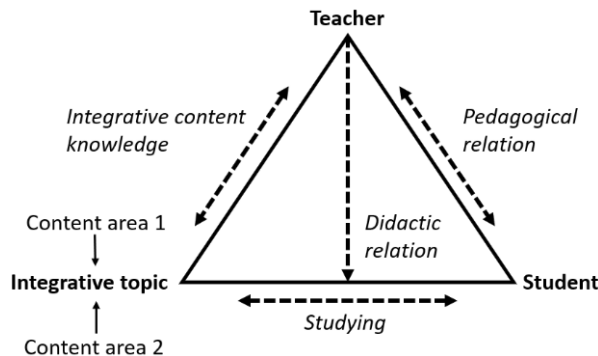 Teacher
Integrative content
knowledge
Pedagogical
relation
Content area 1
Didactic
relation
Integrative topic
Student
Studying
Content area 2